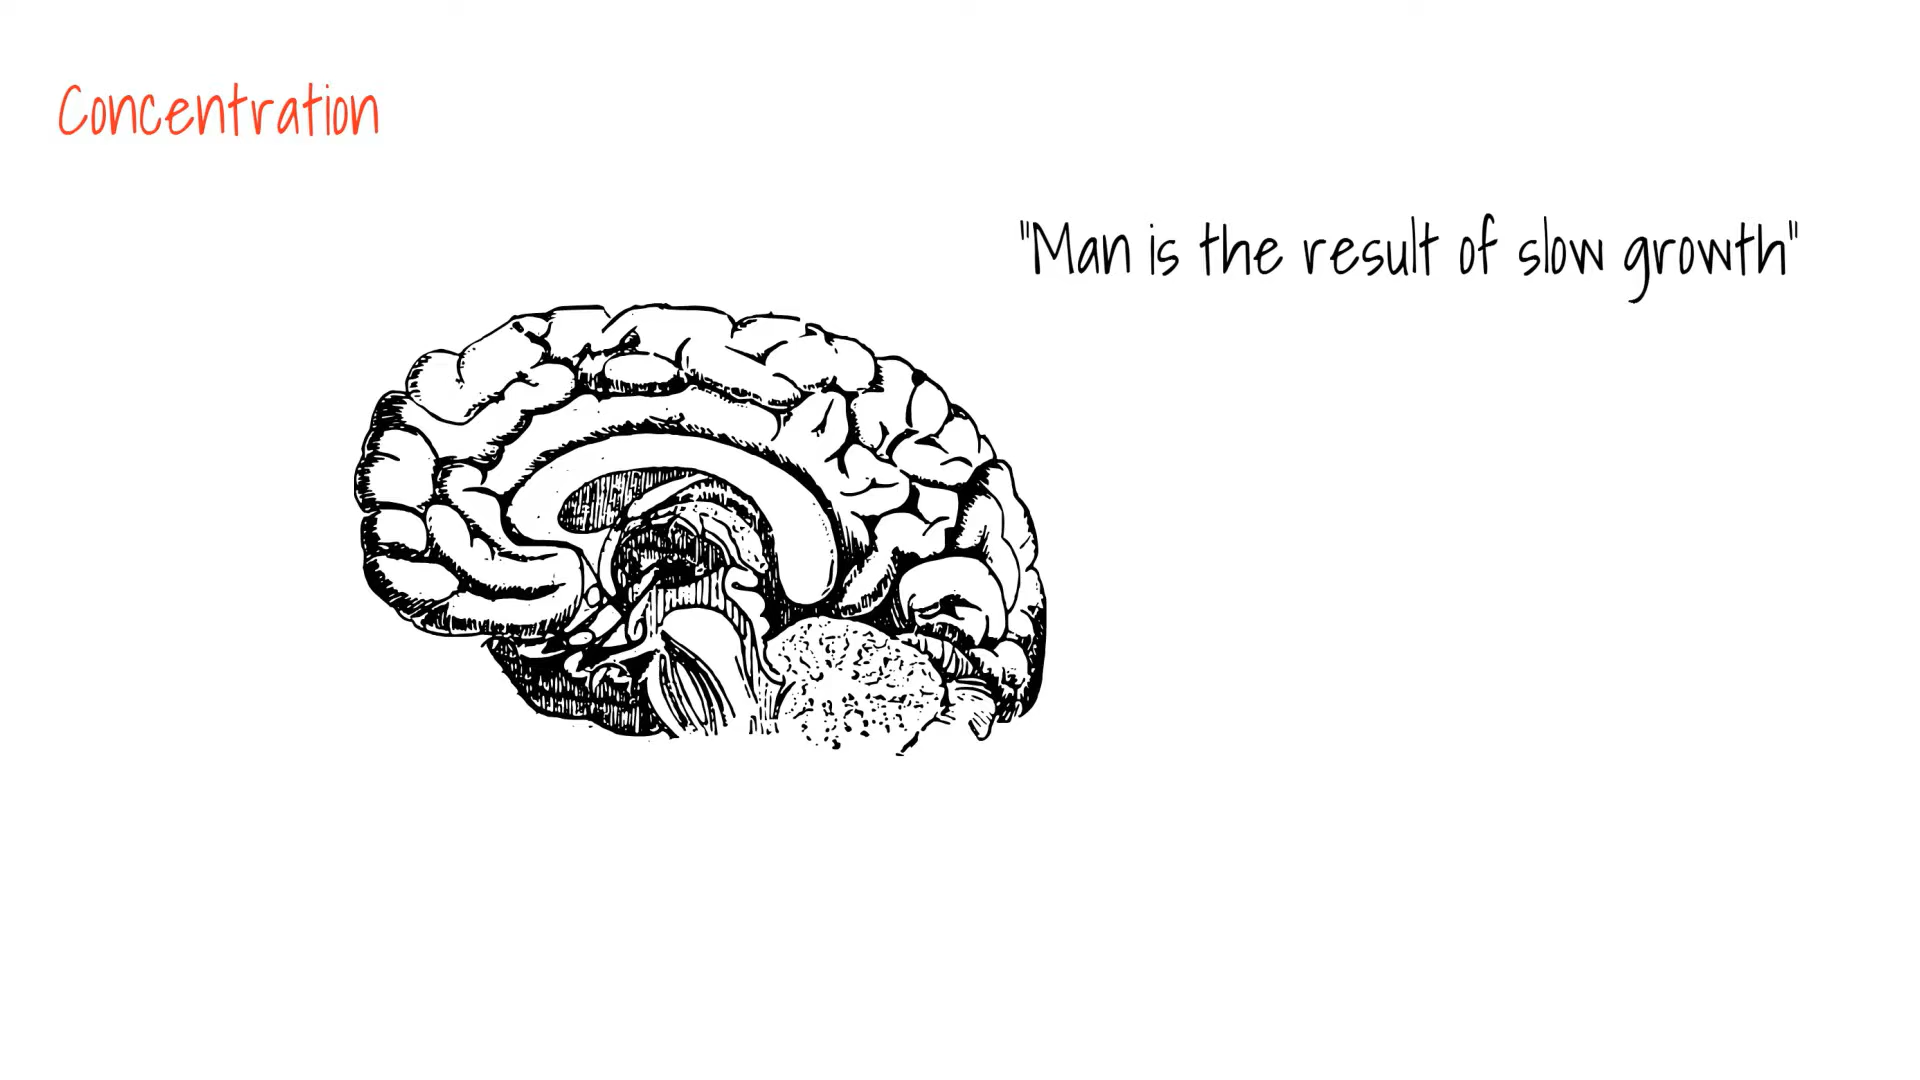 Concentration
"Man is the result of slow growth"